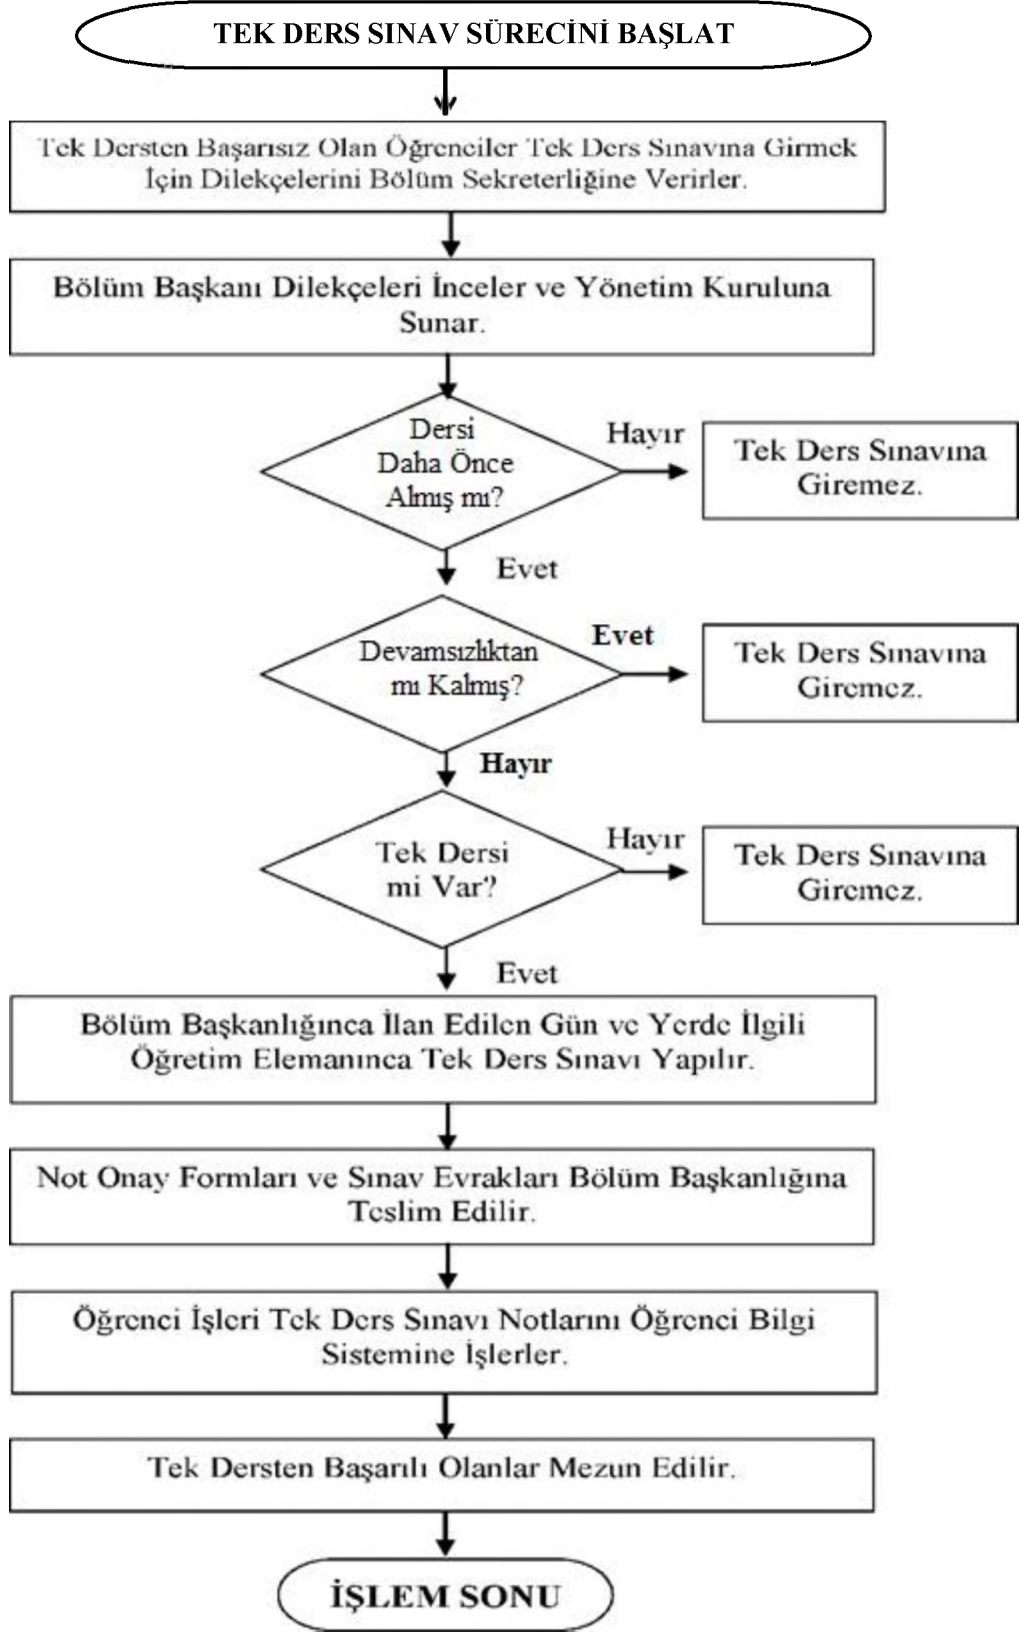 TEK DERS SINAV SÜRECİNİ BAŞLAT
Tek Dersten Başarısız Olan Öğrenciler Tek Ders Sınavına Girmek
İçin Dilekçelerini Bölüm Sekreterliğine Verirler.
Bölüm Başkanı Dilekçeleri İnceler ve Yönetim Kuruluna
Sunar.
Dersi
Daha Önce
Almış mı?
Hayır
Tek Ders Sınavına
Giremez.
Evet
Devamsızlıktan
mı Kalmış?
Evet
Tek Ders Sınavına
Giremez.
Hayır
Tek Dersi
mi Var?
Hayır
Tek Ders Sınavına
Giremez.
Evet
Bölüm Başkanlığınca İlan Edilen Gün ve Yerde İlgili
Öğretim Elemanınca Tek Ders Sınavı Yapılır.
Not Onay Formları ve Sınav Evrakları Bölüm Başkanlığına
Teslim Edilir.
Öğrenci İşleri Tek Ders Sınavı Notlarını Öğrenci Bilgi
Sistemine İşlerler.
Tek Dersten Başarılı Olanlar Mezun Edilir.
İŞLEM SONU